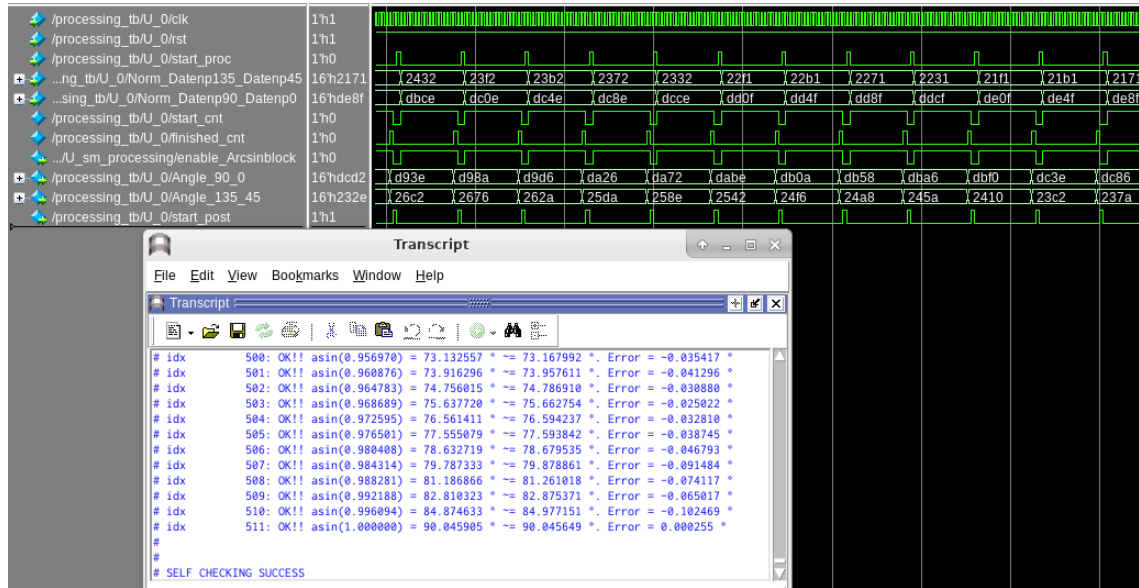 /processing_tb/U_0/clk 1'h1
/processing_tb/U_0/rst 1'h1
/processing_tb/U_0/start_proc 1'h0
...ng_tb/U_0/Norm_Datenp135_Datenp45 16'h2171 2432 23f2 23b2 2372 2332 22f1 22b1 2271 2231 21f1 21b1 2171
...sing_tb/U_0/Norm_Datenp90_Datenp0 16'hde8f dbce dc0e dc4e dc8e dcce dd0f dd4f dd8f ddcf de0f de4f de8f
/processing_tb/U_0/start_cnt 1'h0
/processing_tb/U_0/finished_cnt 1'h0
.../U_sm_processing/enable_Arcsinblock 1'h0
/processing_tb/U_0/Angle_90_0 16'hdcd2 d93e d98a d9d6 da26 da72 dabe db0a db58 dba6 dbf0 dc3e dc86
/processing_tb/U_0/Angle_135_45 16'h232e 26c2 2676 262a 25da 258e 2542 24f6 24a8 245a 2410 23c2 237a
/processing_tb/U_0/start_post 1'h1
Transcript
File Edit View Bookmarks Window Help
Transcript
# idx 500: OK!! asin(0.956970) = 73.132557 ° ~= 73.167992 °. Error = -0.035417 °
# idx 501: OK!! asin(0.960876) = 73.916296 ° ~= 73.957611 °. Error = -0.041296 °
# idx 502: OK!! asin(0.964783) = 74.756015 ° ~= 74.786910 °. Error = -0.030880 °
# idx 503: OK!! asin(0.968689) = 75.637720 ° ~= 75.662754 °. Error = -0.025022 °
# idx 504: OK!! asin(0.972595) = 76.561411 ° ~= 76.594237 °. Error = -0.032810 °
# idx 505: OK!! asin(0.976501) = 77.555079 ° ~= 77.593842 °. Error = -0.038745 °
# idx 506: OK!! asin(0.980408) = 78.632719 ° ~= 78.679535 °. Error = -0.046793 °
# idx 507: OK!! asin(0.984314) = 79.787333 ° ~= 79.878861 °. Error = -0.091484 °
# idx 508: OK!! asin(0.988281) = 81.186866 ° ~= 81.261018 °. Error = -0.074117 °
# idx 509: OK!! asin(0.992188) = 82.810323 ° ~= 82.875371 °. Error = -0.065017 °
# idx 510: OK!! asin(0.996094) = 84.874633 ° ~= 84.977151 °. Error = -0.102469 °
# idx 511: OK!! asin(1.000000) = 90.045905 ° ~= 90.045649 °. Error = 0.000255 °
#
#
# SELF CHECKING SUCCESS